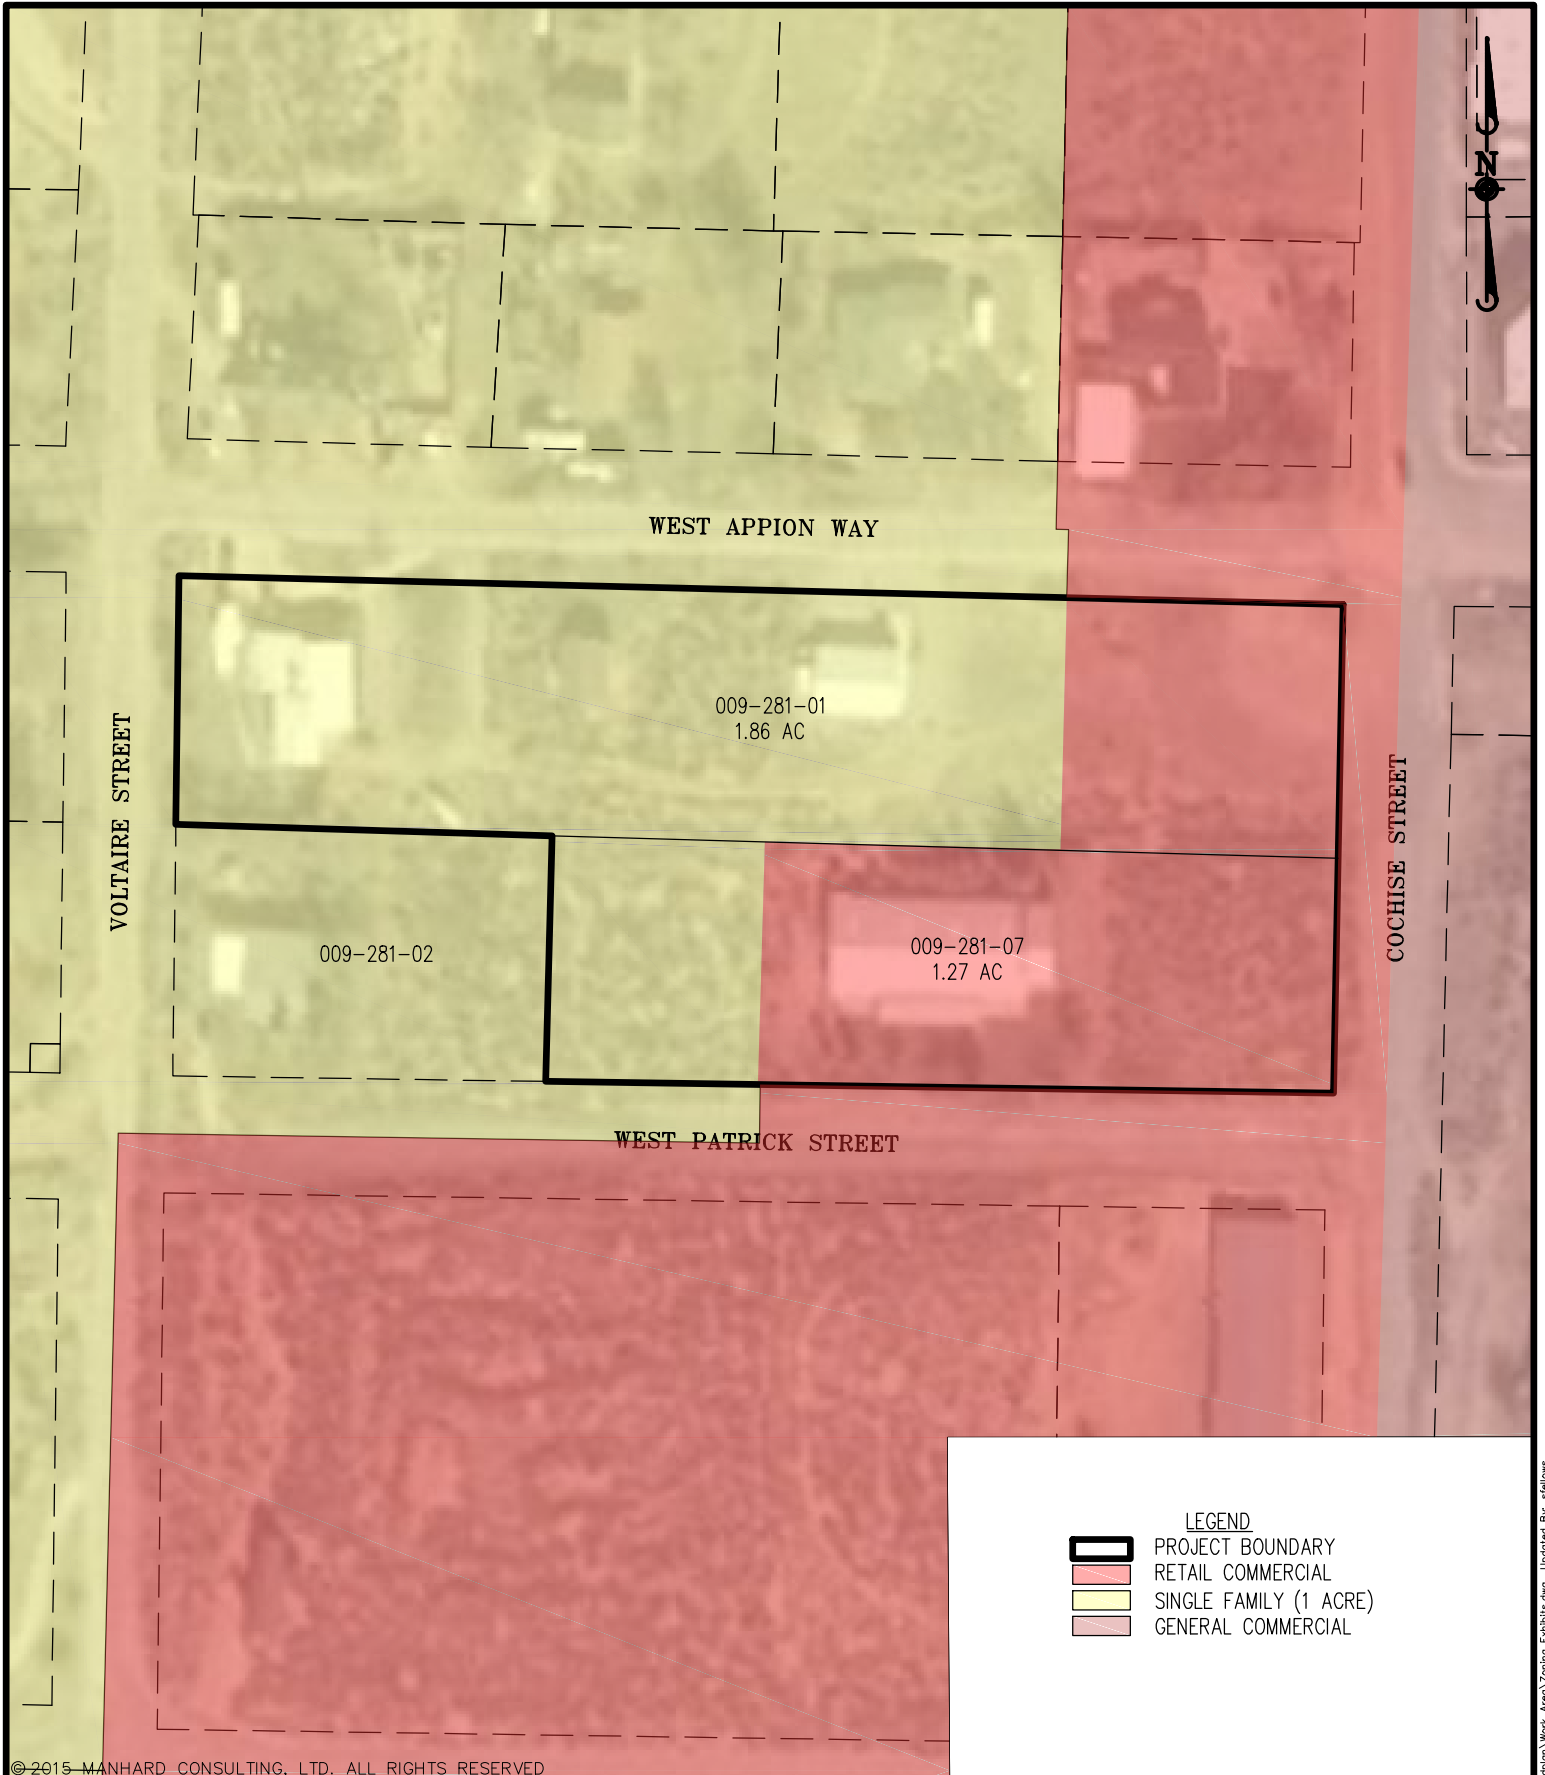 N
WEST APPION WAY
009-281-01
1.86 AC
VOLTAIRE STREET
COCHISE STREET
009-281-02
009-281-07
1.27 AC
WEST PATRICK STREET
LEGEND
PROJECT BOUNDARY
RETAIL COMMERCIAL
SINGLE FAMILY (1 ACRE)
GENERAL COMMERCIAL
© 2015 MANHARD CONSULTING, LTD. ALL RIGHTS RESERVED